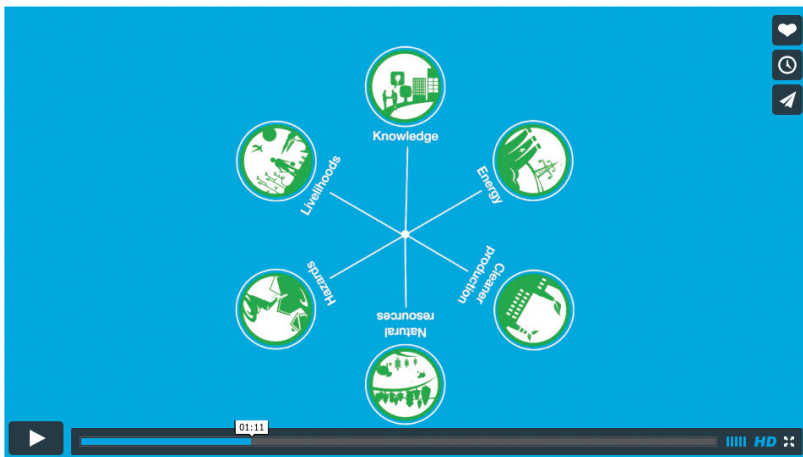 Knowledge
Livelihoods
Energy
Hazards
Cleaner
production
Natural
resources
01:11
HD